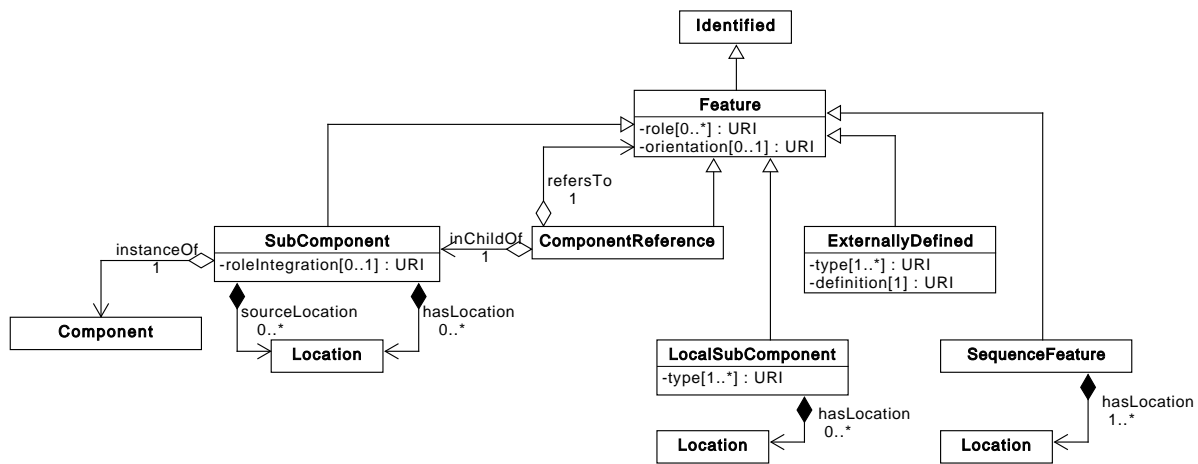 Identified
Feature
-role[0..*] : URI
-orientation[0..1] : URI
refersTo
1
SubComponent
-roleIntegration[0..1] : URI
instanceOf
1
inChildOf
1
ComponentReference
ExternallyDefined
-type[1..*] : URI
-definition[1] : URI
Component
sourceLocation
0..*
hasLocation
0..*
Location
LocalSubComponent
-type[1..*] : URI
hasLocation
0..*
Location
SequenceFeature
hasLocation
1..*
Location